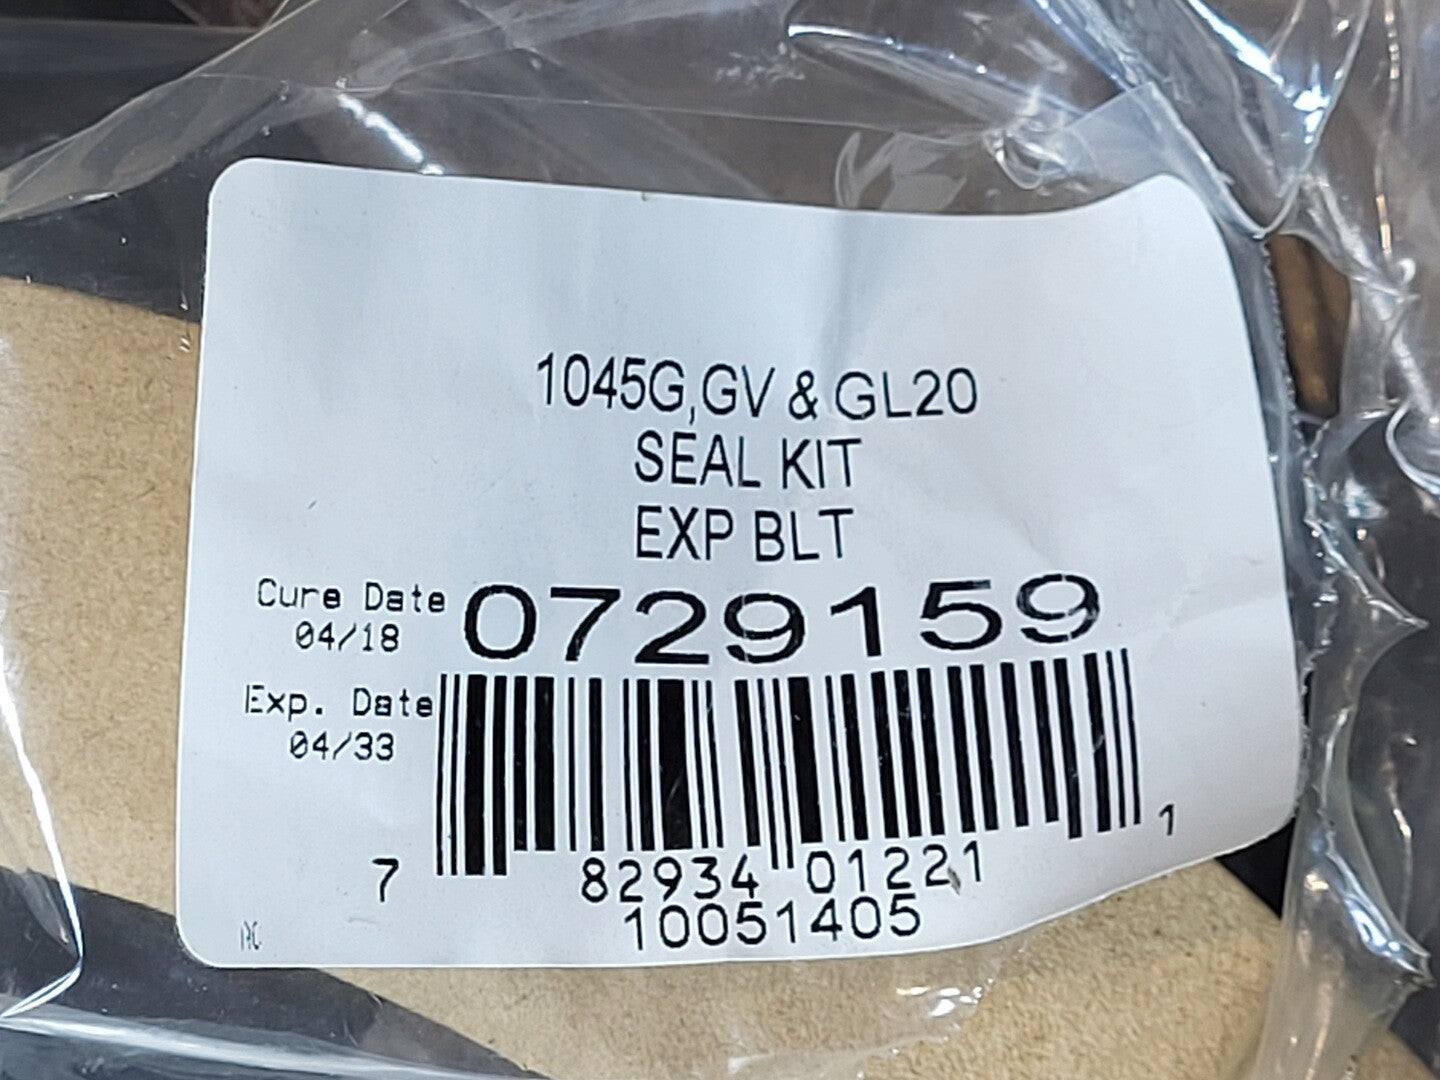 1045G,GV & GL20
SEAL KIT
EXP BLT
Cure Date
04/18
0729159
Exp. Date
04/33
7 82934 01221 1
10051405